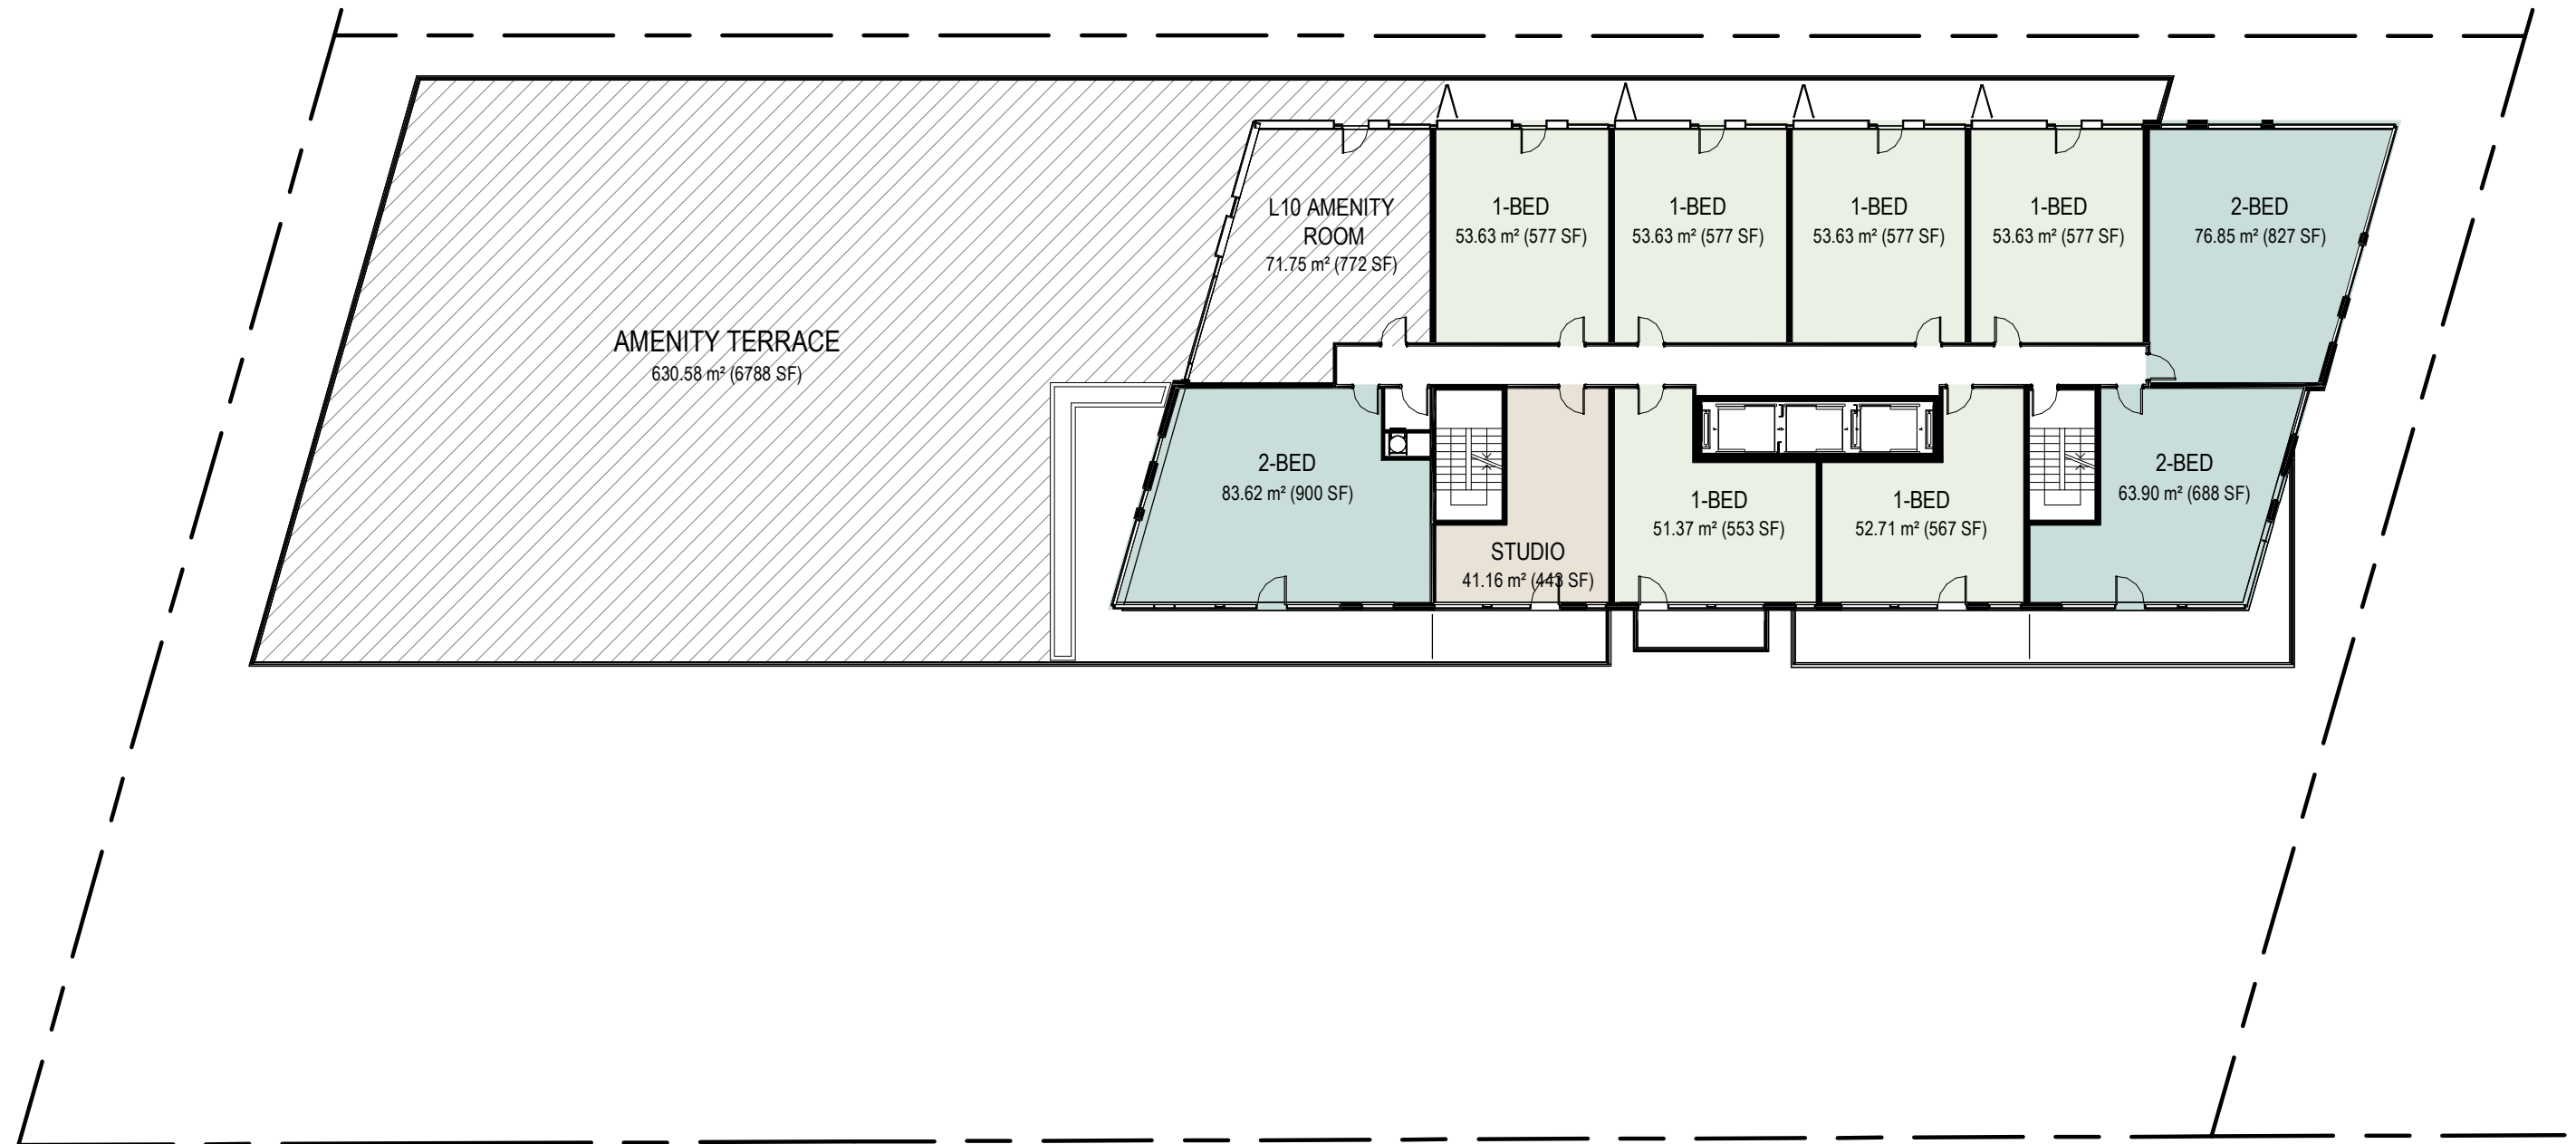 L10 AMENITY
ROOM
71.75 m² (772 SF)
1-BED
53.63 m² (577 SF)
1-BED
53.63 m² (577 SF)
1-BED
53.63 m² (577 SF)
1-BED
53.63 m² (577 SF)
2-BED
76.85 m² (827 SF)
AMENITY TERRACE
630.58 m² (6788 SF)
2-BED
83.62 m² (900 SF)
STUDIO
41.16 m² (443 SF)
1-BED
51.37 m² (553 SF)
1-BED
52.71 m² (567 SF)
2-BED
63.90 m² (688 SF)